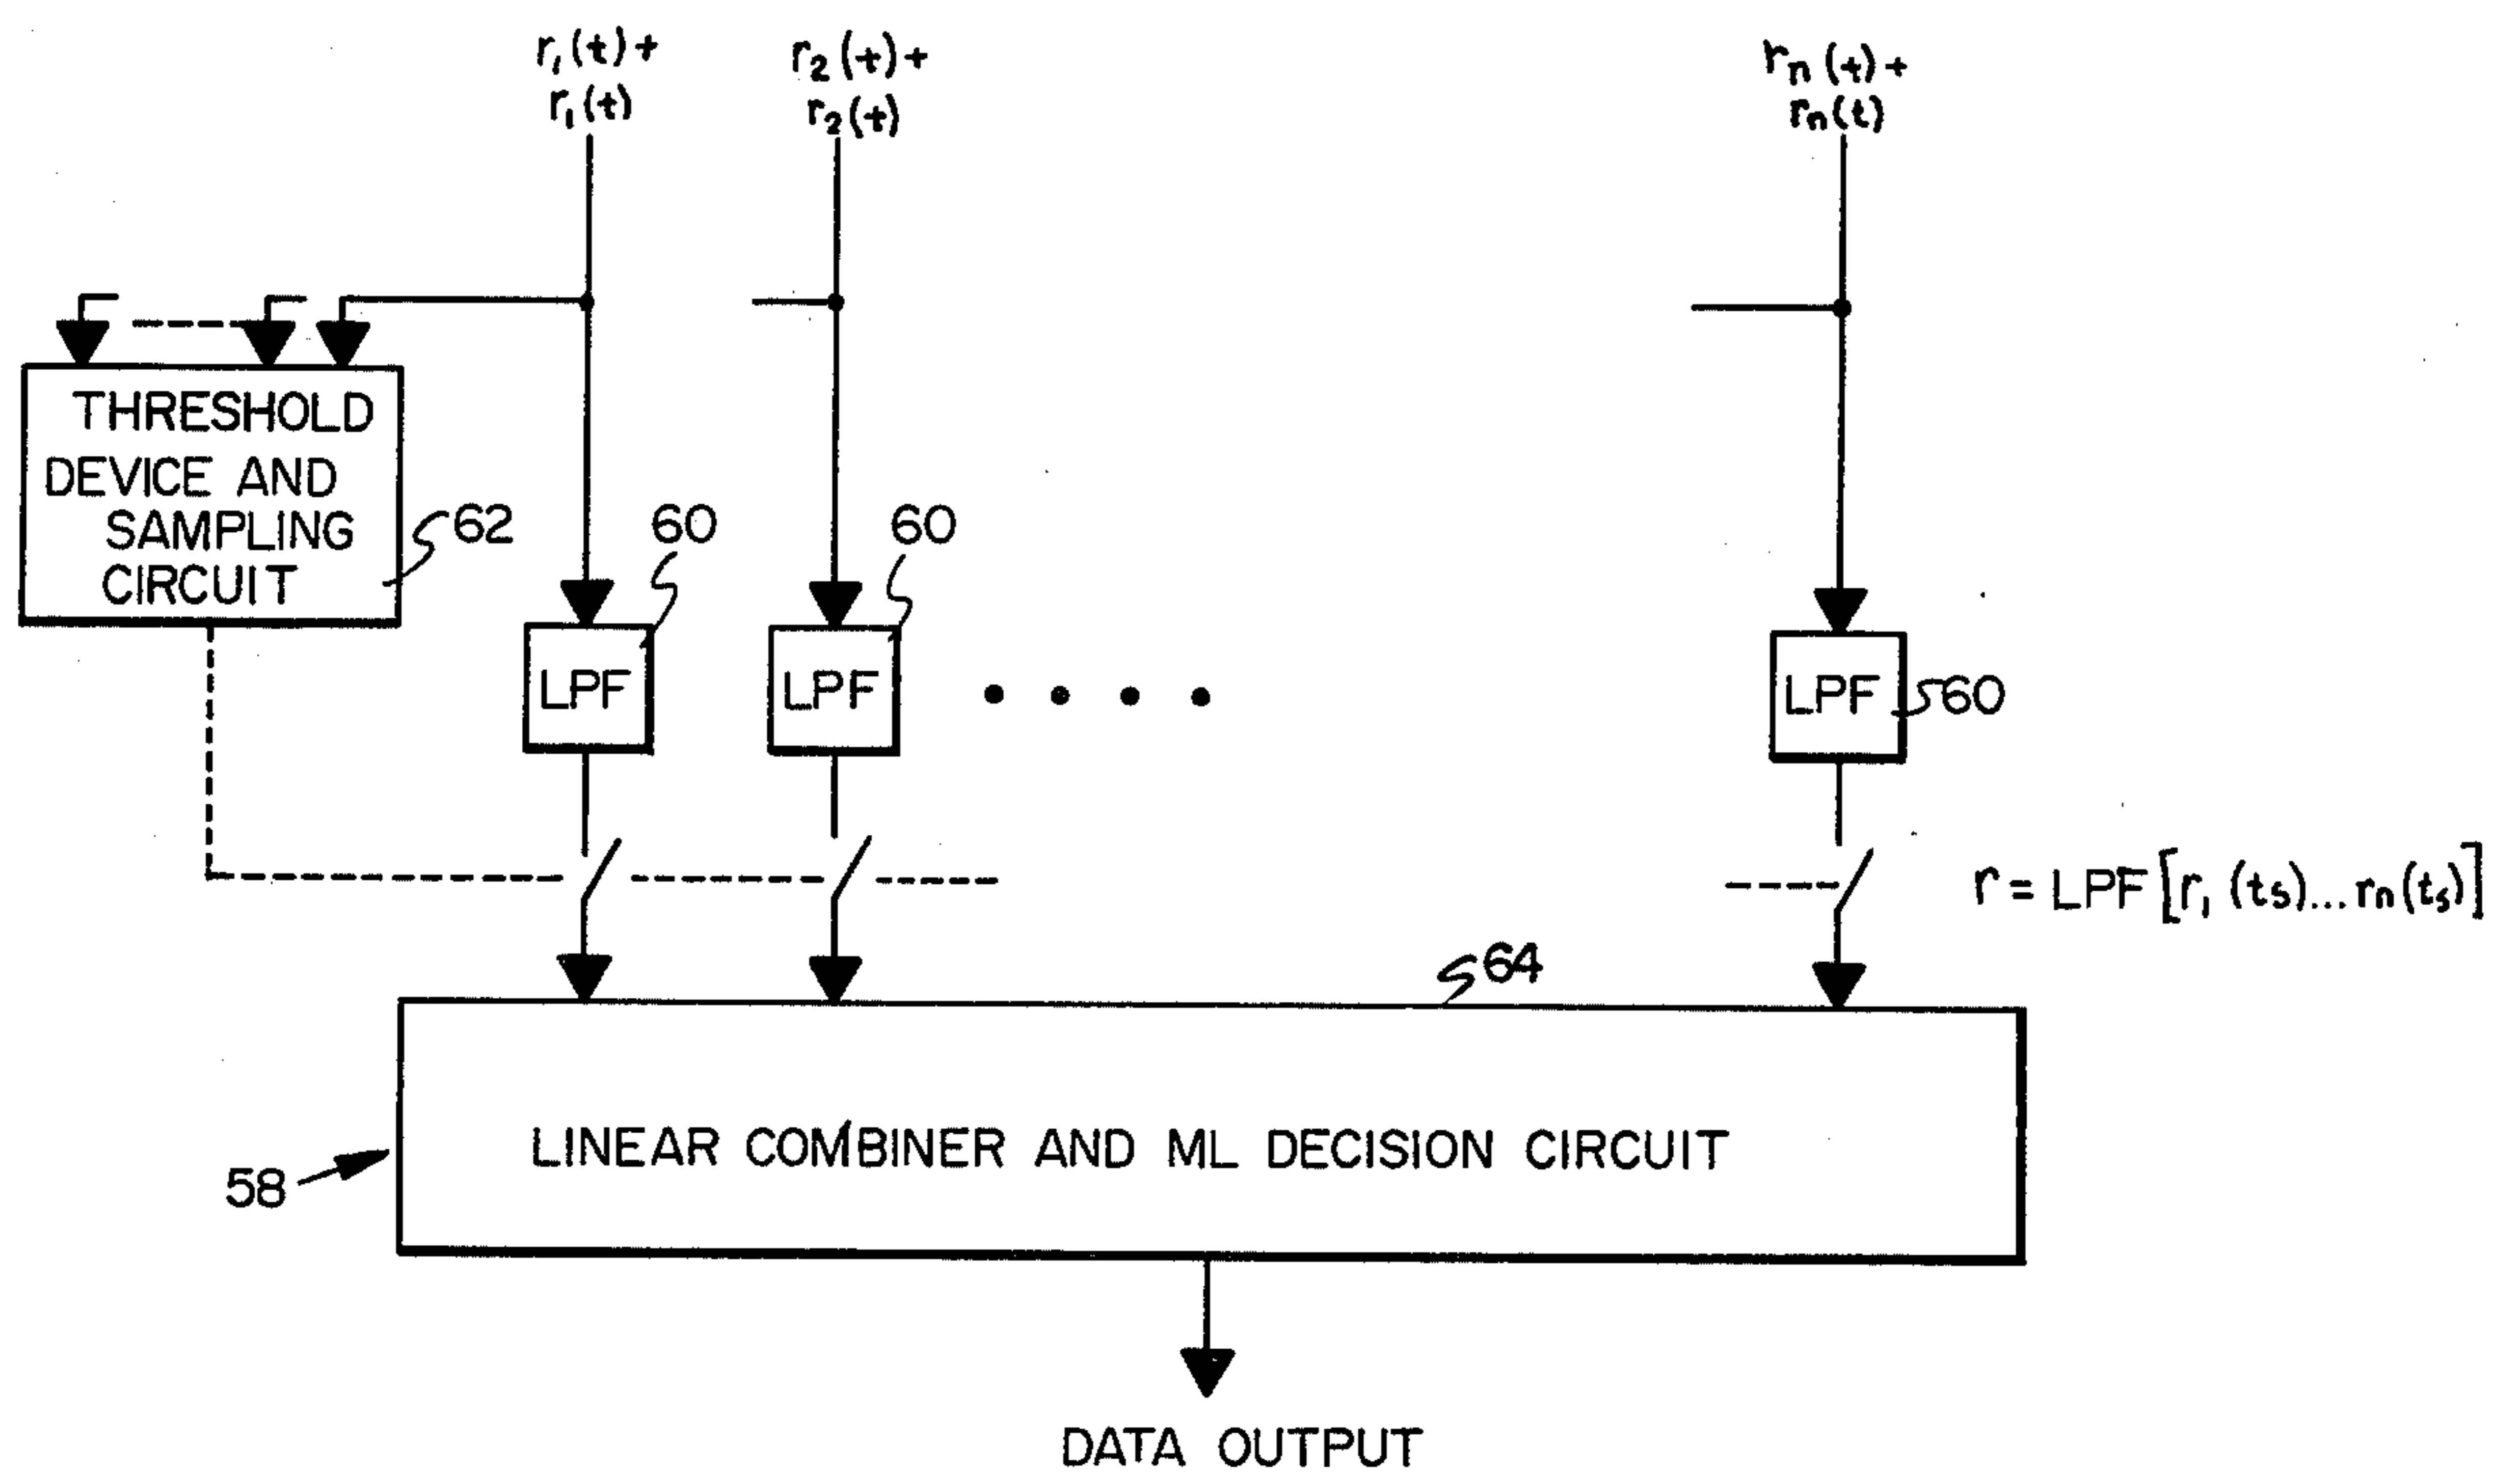 r₁(t)+
r₁(t)
r₂(t)+
r₂(t)
rₙ(t)+
rₙ(t)
THRESHOLD
DEVICE AND
SAMPLING
CIRCUIT
62
60
60
LPF
LPF
LPF
60
r = LPF [r₁(ts)...rₙ(ts)]
64
LINEAR COMBINER AND ML DECISION CIRCUIT
58
DATA OUTPUT